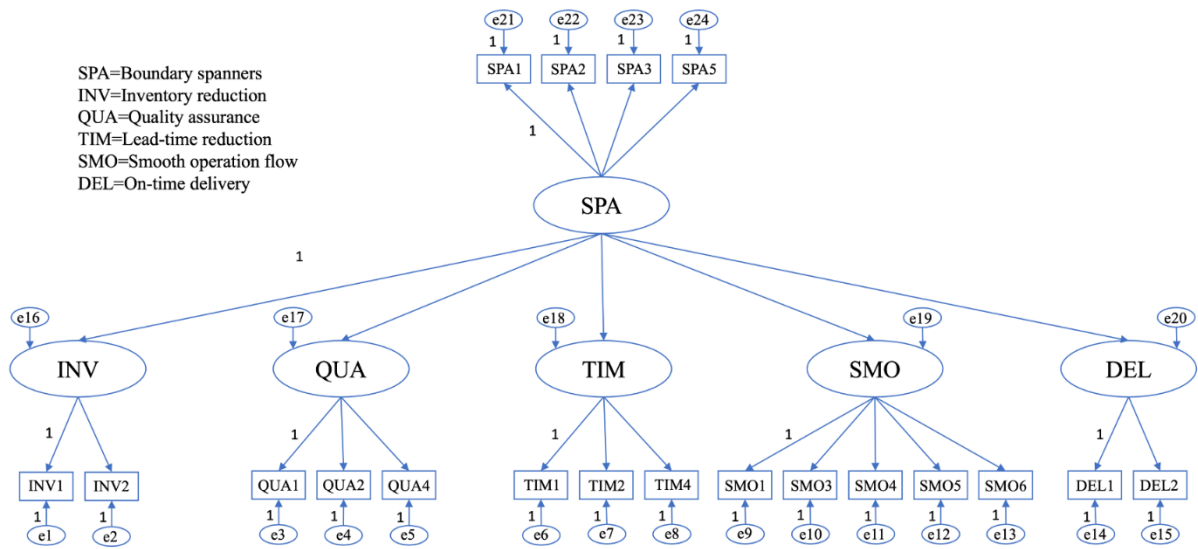 e21 e22 e23 e24
1 1 1 1
SPA1 SPA2 SPA3 SPA5
SPA=Boundary spanners
INV=Inventory reduction
QUA=Quality assurance
TIM=Lead-time reduction
SMO=Smooth operation flow
DEL=On-time delivery
1
SPA
1
e16 e17 e18 e19 e20
INV QUA TIM SMO DEL
1 1 1 1 1
INV1 INV2 QUA1 QUA2 QUA4 TIM1 TIM2 TIM4 SMO1 SMO3 SMO4 SMO5 SMO6 DEL1 DEL2
1 1 1 1 1 1 1 1 1 1 1 1 1 1 1
e1 e2 e3 e4 e5 e6 e7 e8 e9 e10 e11 e12 e13 e14 e15